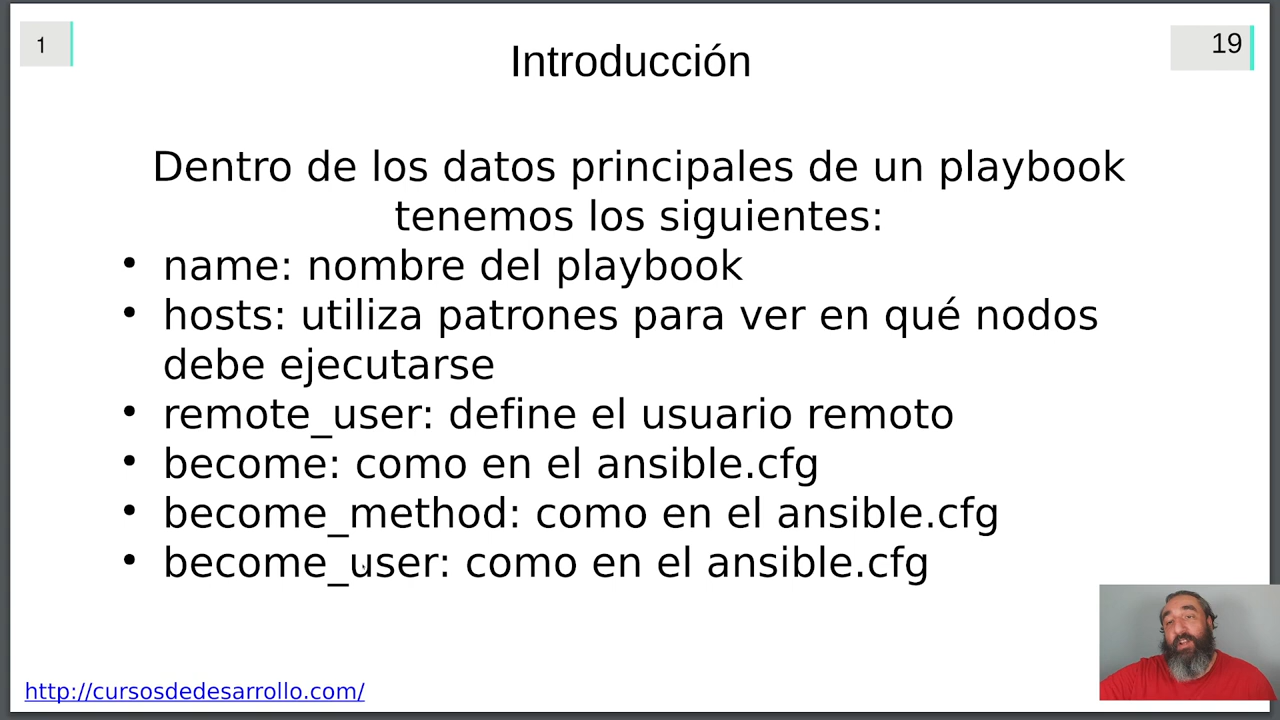 1
19
Introducción
Dentro de los datos principales de un playbook
tenemos los siguientes:
• name: nombre del playbook
• hosts: utiliza patrones para ver en qué nodos
debe ejecutarse
• remote_user: define el usuario remoto
• become: como en el ansible.cfg
• become_method: como en el ansible.cfg
• become_user: como en el ansible.cfg
http://cursosdedesarrollo.com/